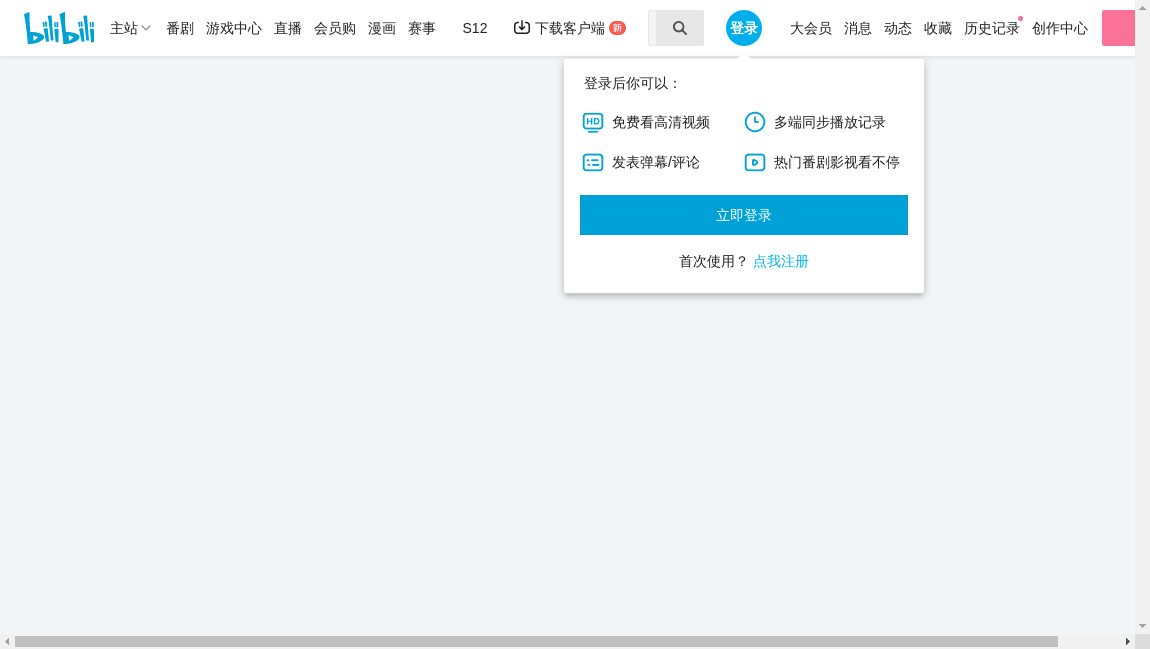 bilibili 主站 番剧 游戏中心 直播 会员购 漫画 赛事 S12 下载客户端 新 登录 大会员 消息 动态 收藏 历史记录 创作中心
登录后你可以：
HD 免费看高清视频 多端同步播放记录
发表弹幕/评论 热门番剧影视看不停
立即登录
首次使用？ 点我注册